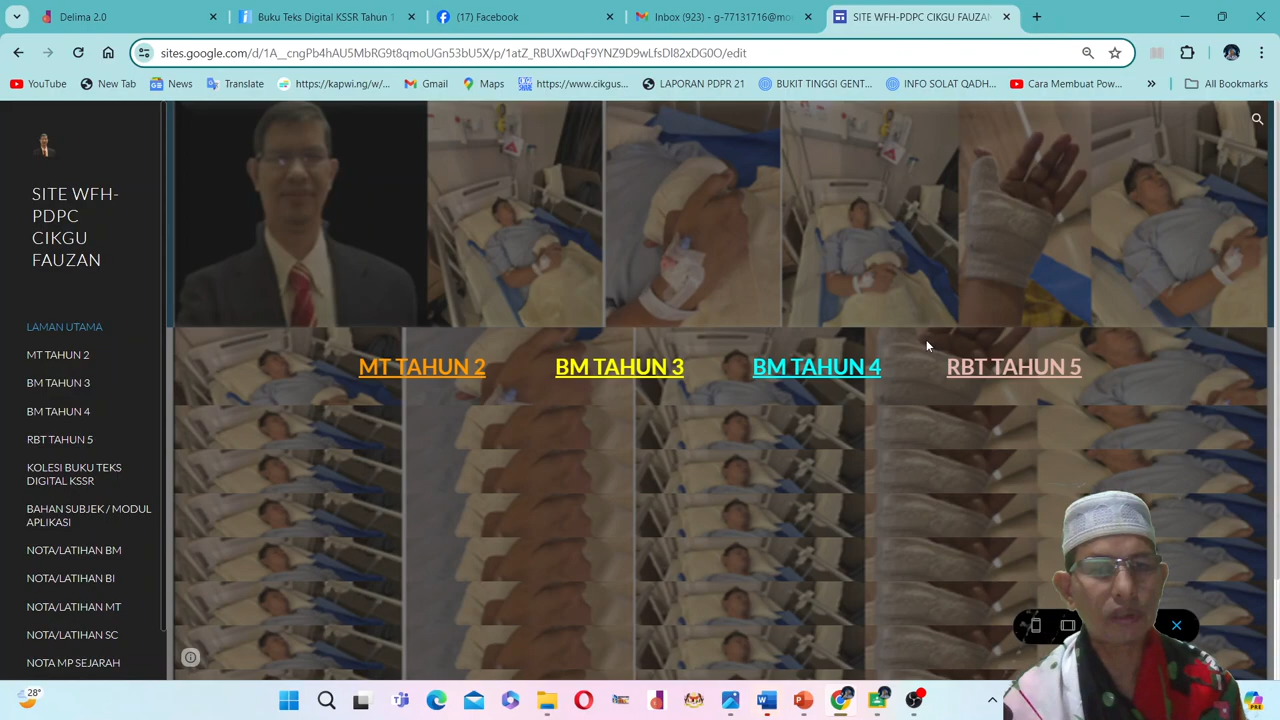 Delima 2.0
Buku Teks Digital KSSR Tahun 1
(17) Facebook
Inbox (923) - g-77131716@mo
SITE WFH-PDPC CIKGU FAUZAN
sites.google.com/d/1A__cngPb4hAU5MbRG9t8qmoUGn53bU5X/p/1atZ_RBUXwDqF9YNZ9D9wLfsDl82xDG0O/edit
YouTube
New Tab
News
Translate
https://kapwi.ng/w/...
Gmail
Maps
https://www.cikgus...
LAPORAN PDPR 21
BUKIT TINGGI GENT...
INFO SOLAT QADH...
Cara Membuat Pow...
All Bookmarks
SITE WFH-
PDPC
CIKGU
FAUZAN
LAMAN UTAMA
MT TAHUN 2
BM TAHUN 3
BM TAHUN 4
RBT TAHUN 5
KOLESI BUKU TEKS
DIGITAL KSSR
BAHAN SUBJEK / MODUL
APLIKASI
NOTA/LATIHAN BM
NOTA/LATIHAN BI
NOTA/LATIHAN MT
NOTA/LATIHAN SC
NOTA MP SEJARAH
MT TAHUN 2
BM TAHUN 3
BM TAHUN 4
RBT TAHUN 5
28°
PRE